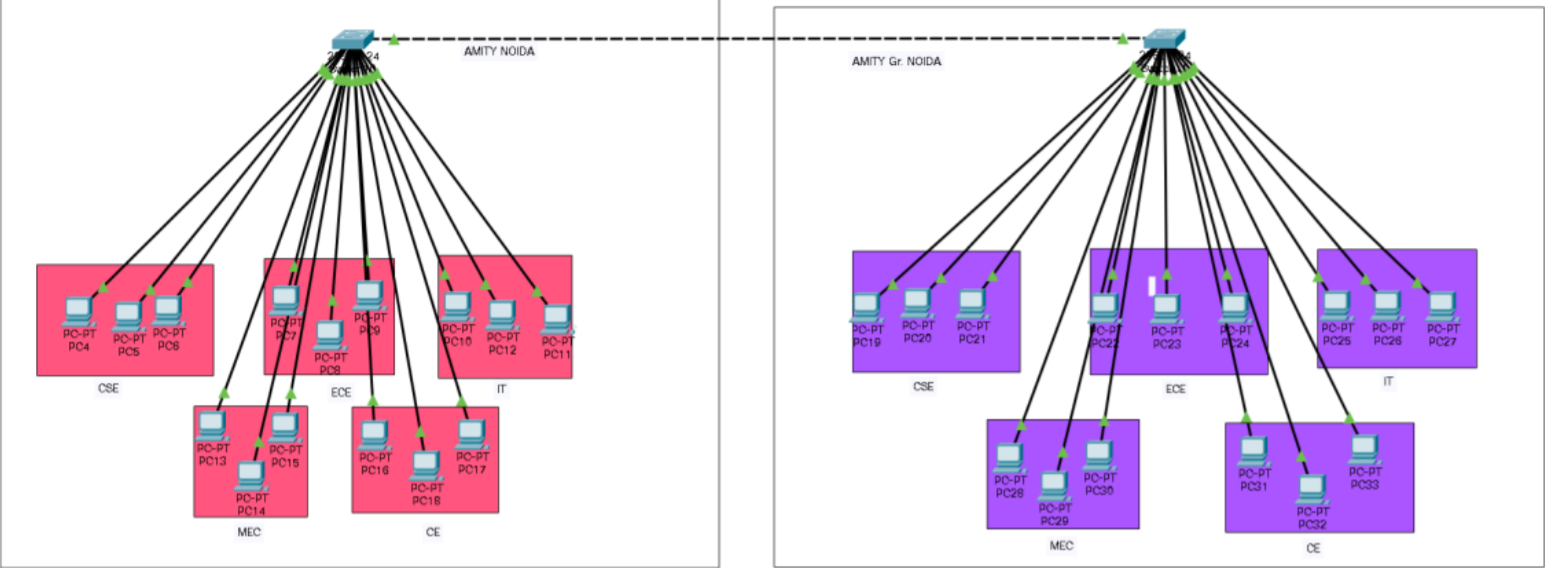 AMITY NOIDA
AMITY Gr. NOIDA
PC-PT
PC4
PC-PT
PC5
PC-PT
PC6
CSE
PC-PT
PC7
PC-PT
PC8
PC-PT
PC9
ECE
PC-PT
PC10
PC-PT
PC12
PC-PT
PC11
IT
PC-PT
PC13
PC-PT
PC14
PC-PT
PC15
MEC
PC-PT
PC16
PC-PT
PC18
PC-PT
PC17
CE
PC-PT
PC19
PC-PT
PC20
PC-PT
PC21
CSE
PC-PT
PC22
PC-PT
PC23
PC-PT
PC24
ECE
PC-PT
PC25
PC-PT
PC26
PC-PT
PC27
IT
PC-PT
PC28
PC-PT
PC29
PC-PT
PC30
MEC
PC-PT
PC31
PC-PT
PC32
PC-PT
PC33
CE